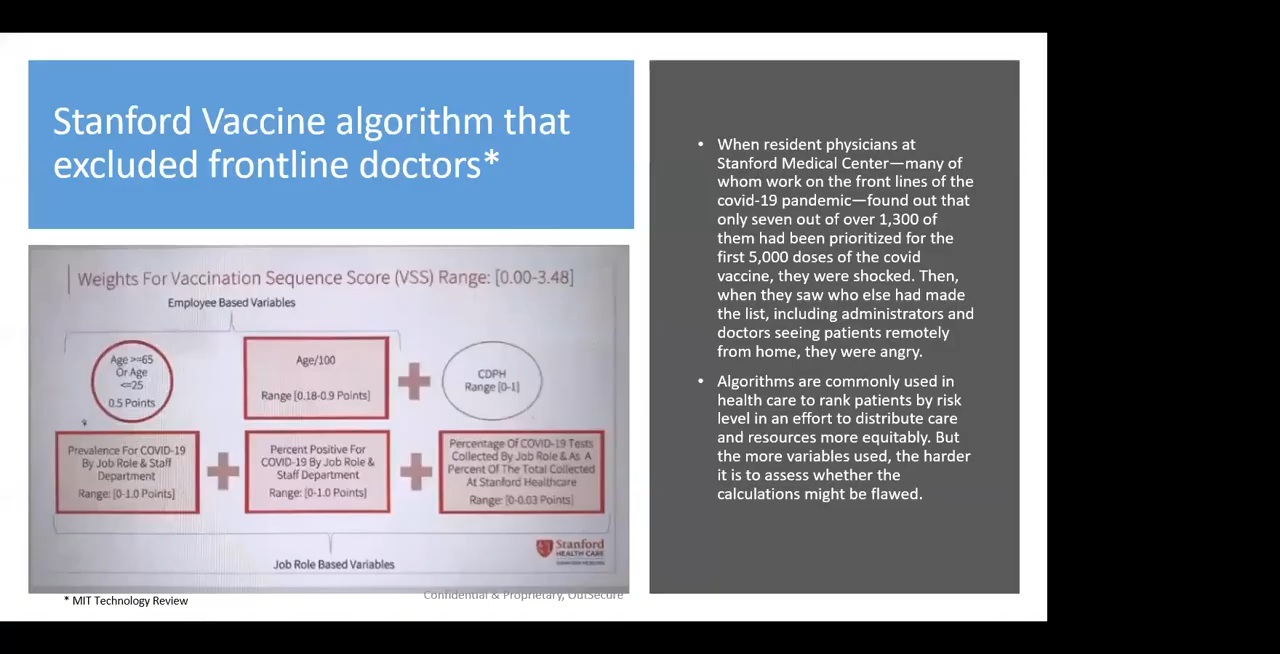 Stanford Vaccine algorithm that
excluded frontline doctors*
Weights For Vaccination Sequence Score (VSS) Range: [0.00-3.48]
Employee Based Variables
Age >=65
Or Age
<=25
0.5 Points
Age/100
Range [0.18-0.9 Points]
CDPH
Range [0-1]
Prevalence For COVID-19
By Job Role & Staff
Department
Range: [0-1.0 Points]
Percent Positive For
COVID-19 By Job Role &
Staff Department
Range: [0-1.0 Points]
Percentage Of COVID-19 Tests
Collected By Job Role & As A
Percent Of The Total Collected
At Stanford Healthcare
Range: [0-0.03 Points]
Job Role Based Variables
Stanford
HEALTH CARE
* MIT Technology Review
Confidential & Proprietary, OutSecure
• When resident physicians at
Stanford Medical Center—many of
whom work on the front lines of the
covid-19 pandemic—found out that
only seven out of over 1,300 of
them had been prioritized for the
first 5,000 doses of the covid
vaccine, they were shocked. Then,
when they saw who else had made
the list, including administrators and
doctors seeing patients remotely
from home, they were angry.
• Algorithms are commonly used in
health care to rank patients by risk
level in an effort to distribute care
and resources more equitably. But
the more variables used, the harder
it is to assess whether the
calculations might be flawed.